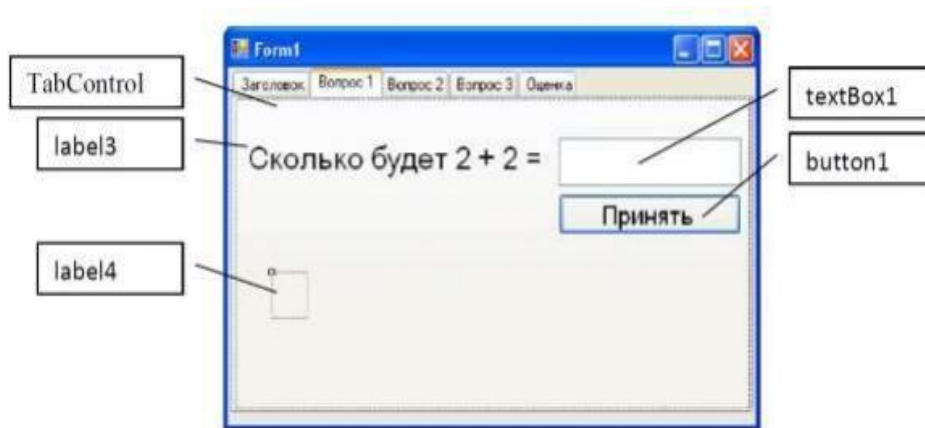 Form1
TabControl
Заголовок Вопрос 1 Вопрос 2 Вопрос 3 Оценка
textBox1
label3
Сколько будет 2 + 2 =
button1
Принять
label4